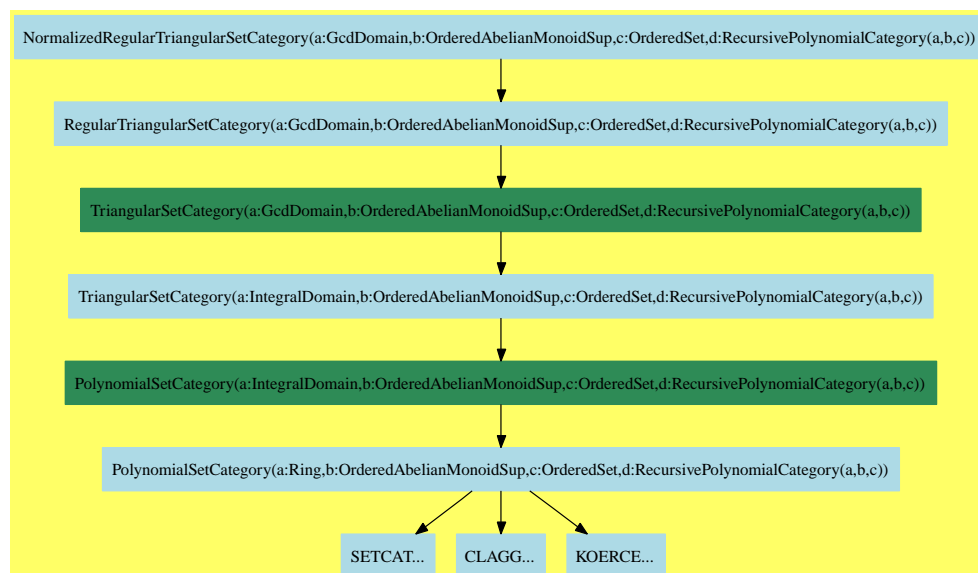 NormalizedRegularTriangularSetCategory(a:GcdDomain,b:OrderedAbelianMonoidSup,c:OrderedSet,d:RecursivePolynomialCategory(a,b,c))
RegularTriangularSetCategory(a:GcdDomain,b:OrderedAbelianMonoidSup,c:OrderedSet,d:RecursivePolynomialCategory(a,b,c))
TriangularSetCategory(a:GcdDomain,b:OrderedAbelianMonoidSup,c:OrderedSet,d:RecursivePolynomialCategory(a,b,c))
TriangularSetCategory(a:IntegralDomain,b:OrderedAbelianMonoidSup,c:OrderedSet,d:RecursivePolynomialCategory(a,b,c))
PolynomialSetCategory(a:IntegralDomain,b:OrderedAbelianMonoidSup,c:OrderedSet,d:RecursivePolynomialCategory(a,b,c))
PolynomialSetCategory(a:Ring,b:OrderedAbelianMonoidSup,c:OrderedSet,d:RecursivePolynomialCategory(a,b,c))
SETCAT... CLAGG... KOERCE...